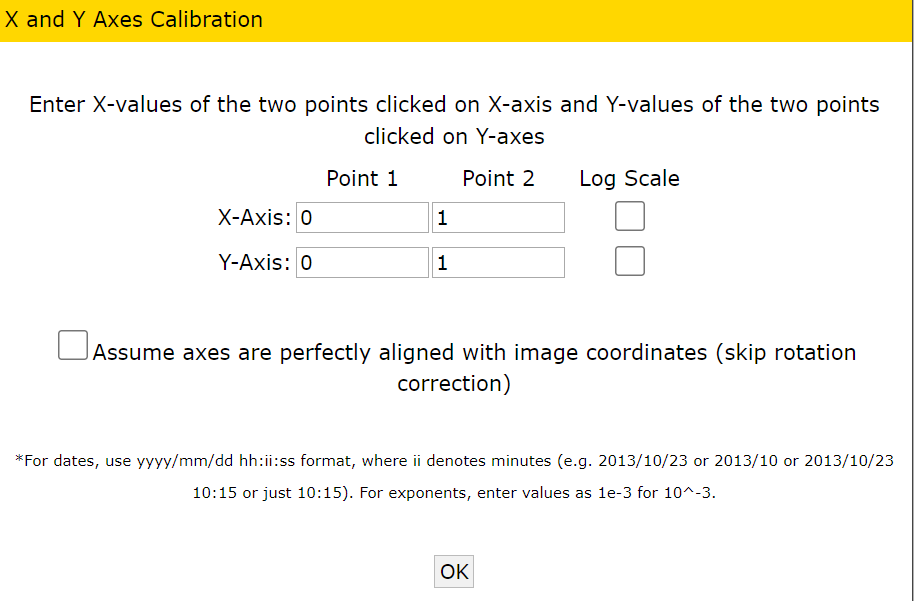 X and Y Axes Calibration
Enter X-values of the two points clicked on X-axis and Y-values of the two points
clicked on Y-axes
Point 1 Point 2 Log Scale
X-Axis: 0 1
Y-Axis: 0 1
Assume axes are perfectly aligned with image coordinates (skip rotation
correction)
*For dates, use yyyy/mm/dd hh:ii:ss format, where ii denotes minutes (e.g. 2013/10/23 or 2013/10 or 2013/10/23
10:15 or just 10:15). For exponents, enter values as 1e-3 for 10^-3.
OK